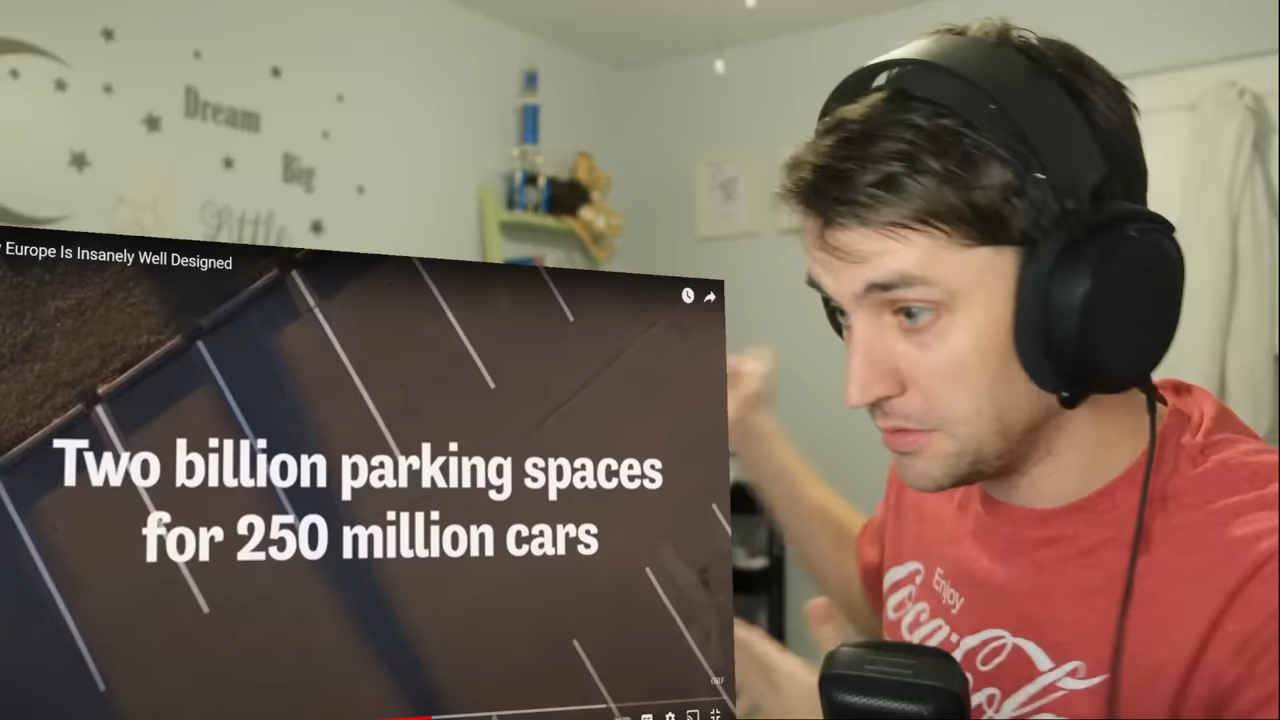 Dream
Big
Little
Europe Is Insanely Well Designed
Two billion parking spaces
for 250 million cars
Enjoy
Coca-Cola